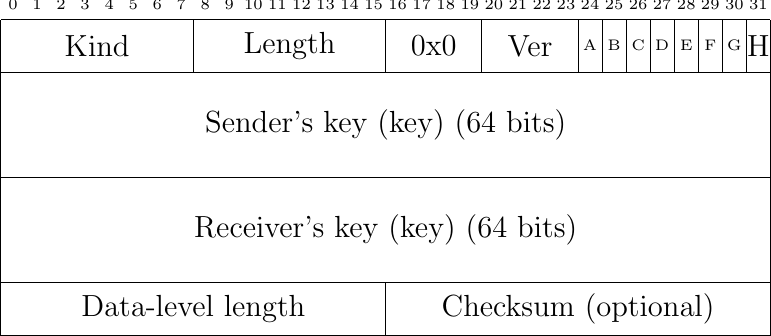 0 1 2 3 4 5 6 7 8 9 10 11 12 13 14 15 16 17 18 19 20 21 22 23 24 25 26 27 28 29 30 31
Kind Length 0x0 Ver A B C D E F G H
Sender's key (key) (64 bits)
Receiver's key (key) (64 bits)
Data-level length Checksum (optional)